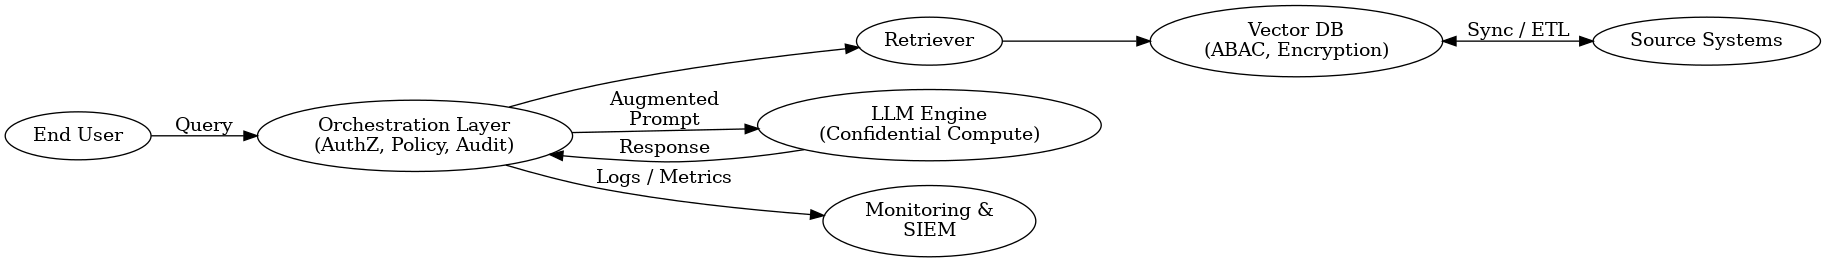 End User
Query
Orchestration Layer
(AuthZ, Policy, Audit)
Retriever
Vector DB
(ABAC, Encryption)
Sync / ETL
Source Systems
Augmented
Prompt
LLM Engine
(Confidential Compute)
Response
Logs / Metrics
Monitoring &
SIEM